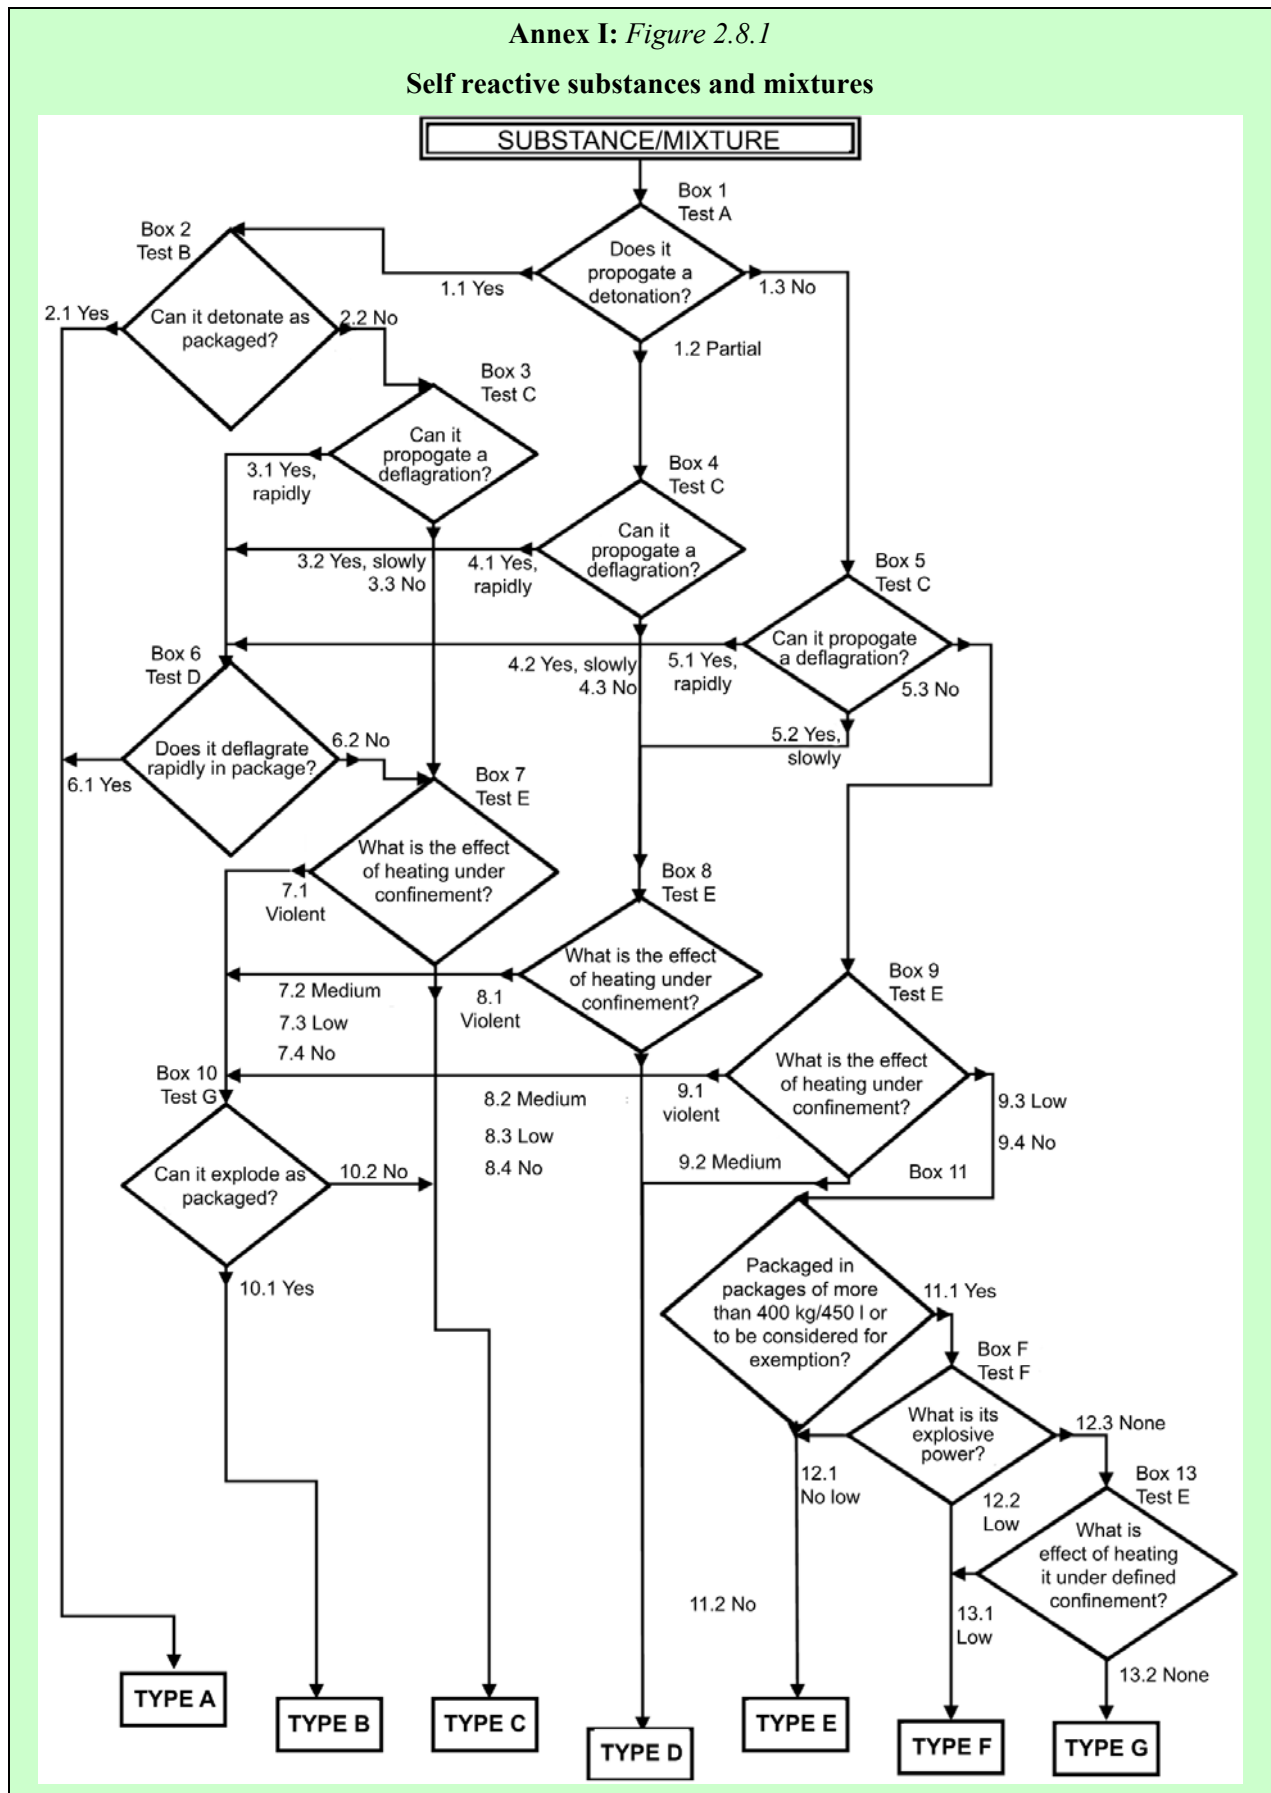 Annex I: Figure 2.8.1
Self reactive substances and mixtures
SUBSTANCE/MIXTURE
Box 1
Test A
Does it
propogate a
detonation?
1.1 Yes
1.3 No
1.2 Partial
Box 2
Test B
Can it detonate as
packaged?
2.1 Yes
2.2 No
Box 3
Test C
Can it
propogate a
deflagration?
3.1 Yes,
rapidly
3.2 Yes, slowly
3.3 No
Box 4
Test C
Can it
propogate a
deflagration?
4.1 Yes,
rapidly
4.2 Yes, slowly
4.3 No
Box 5
Test C
Can it propogate
a deflagration?
5.1 Yes,
rapidly
5.3 No
5.2 Yes,
slowly
Box 6
Test D
Does it deflagrate
rapidly in package?
6.2 No
6.1 Yes
Box 7
Test E
What is the effect
of heating under
confinement?
7.1
Violent
7.2 Medium
7.3 Low
7.4 No
Box 8
Test E
What is the effect
of heating under
confinement?
8.1
Violent
8.2 Medium
8.3 Low
8.4 No
Box 9
Test E
What is the effect
of heating under
confinement?
9.1
violent
9.2 Medium
9.3 Low
9.4 No
Box 10
Test G
Can it explode as
packaged?
10.2 No
10.1 Yes
Box 11
Packaged in
packages of more
than 400 kg/450 l or
to be considered for
exemption?
11.1 Yes
11.2 No
Box F
Test F
What is its
explosive
power?
12.1
No low
12.2
Low
12.3 None
Box 13
Test E
What is
effect of heating
it under defined
confinement?
13.1
Low
13.2 None
TYPE A
TYPE B
TYPE C
TYPE D
TYPE E
TYPE F
TYPE G